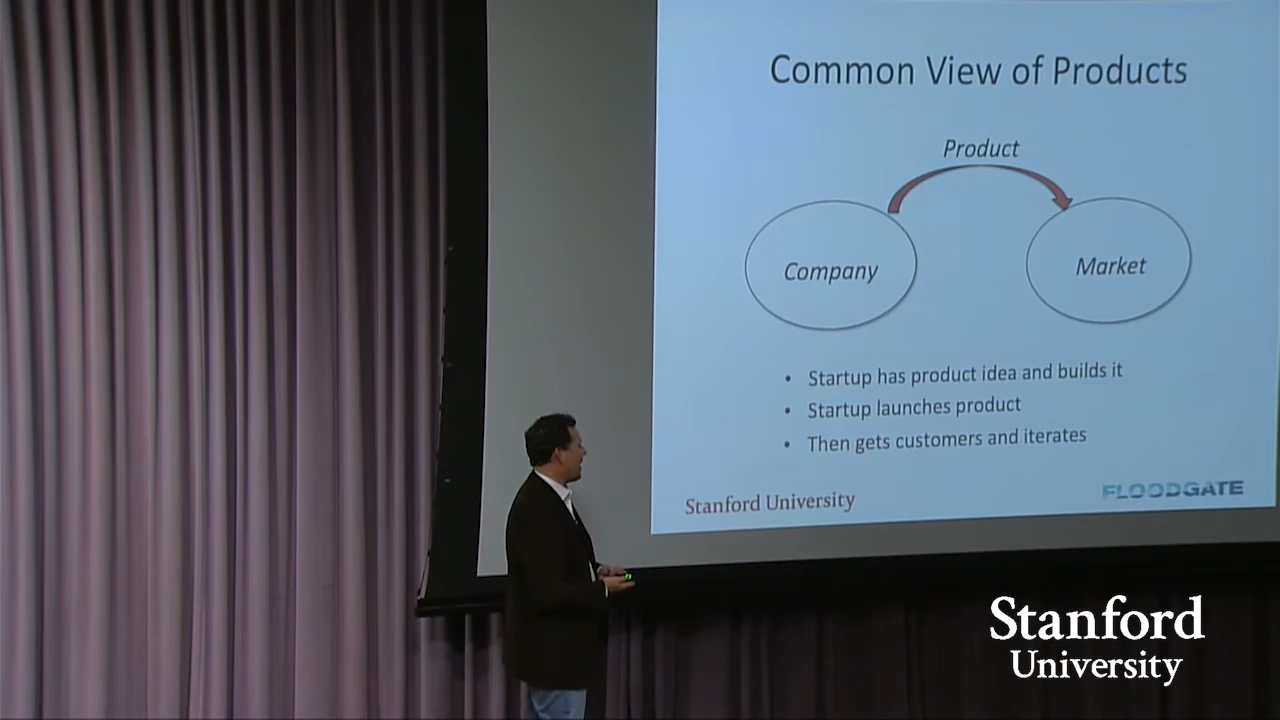 Common View of Products
Product
Company
Market
• Startup has product idea and builds it
• Startup launches product
• Then gets customers and iterates
Stanford University
FLOODGATE
Stanford
University